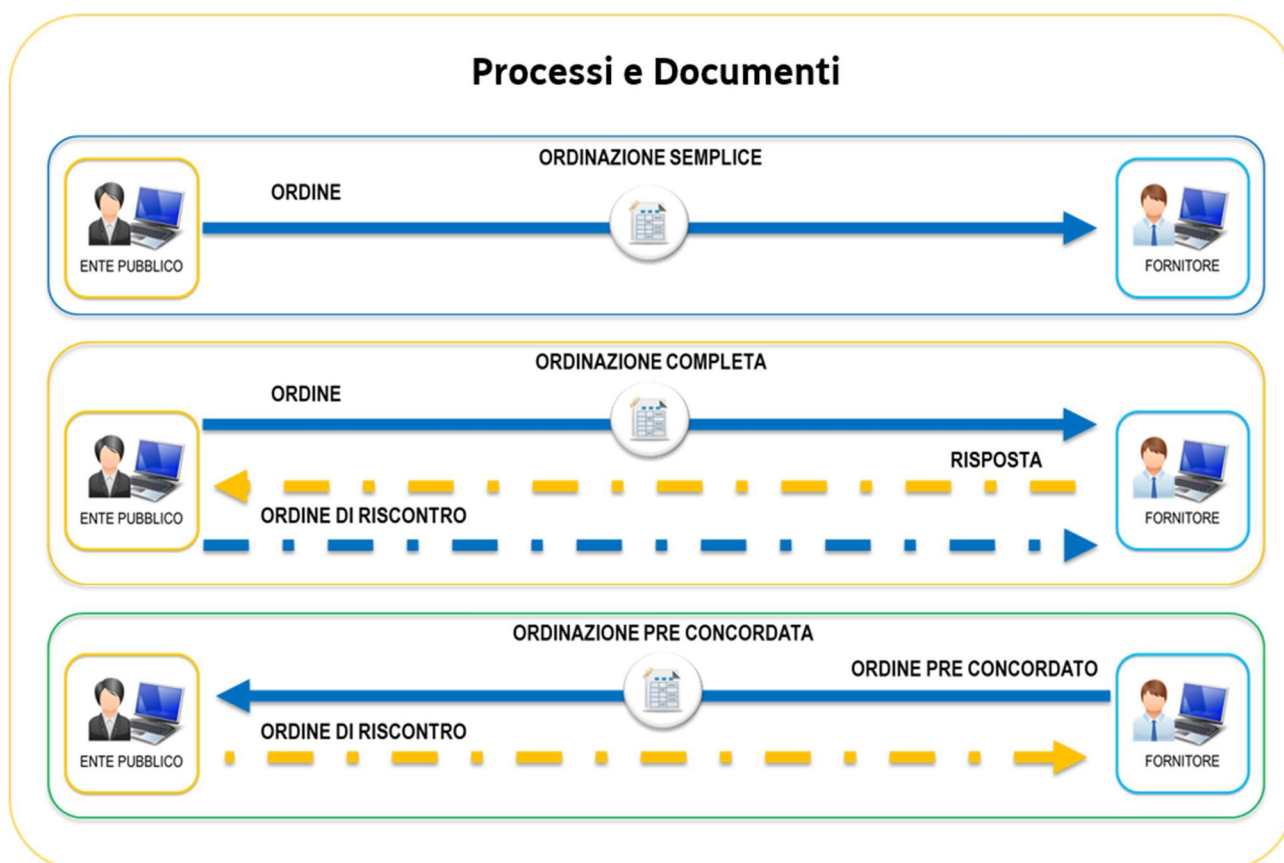 Processi e Documenti
ORDINAZIONE SEMPLICE
ORDINE
ENTE PUBBLICO
FORNITORE
ORDINAZIONE COMPLETA
ORDINE
RISPOSTA
ORDINE DI RISCONTRO
ENTE PUBBLICO
FORNITORE
ORDINAZIONE PRE CONCORDATA
ORDINE PRE CONCORDATO
ORDINE DI RISCONTRO
ENTE PUBBLICO
FORNITORE